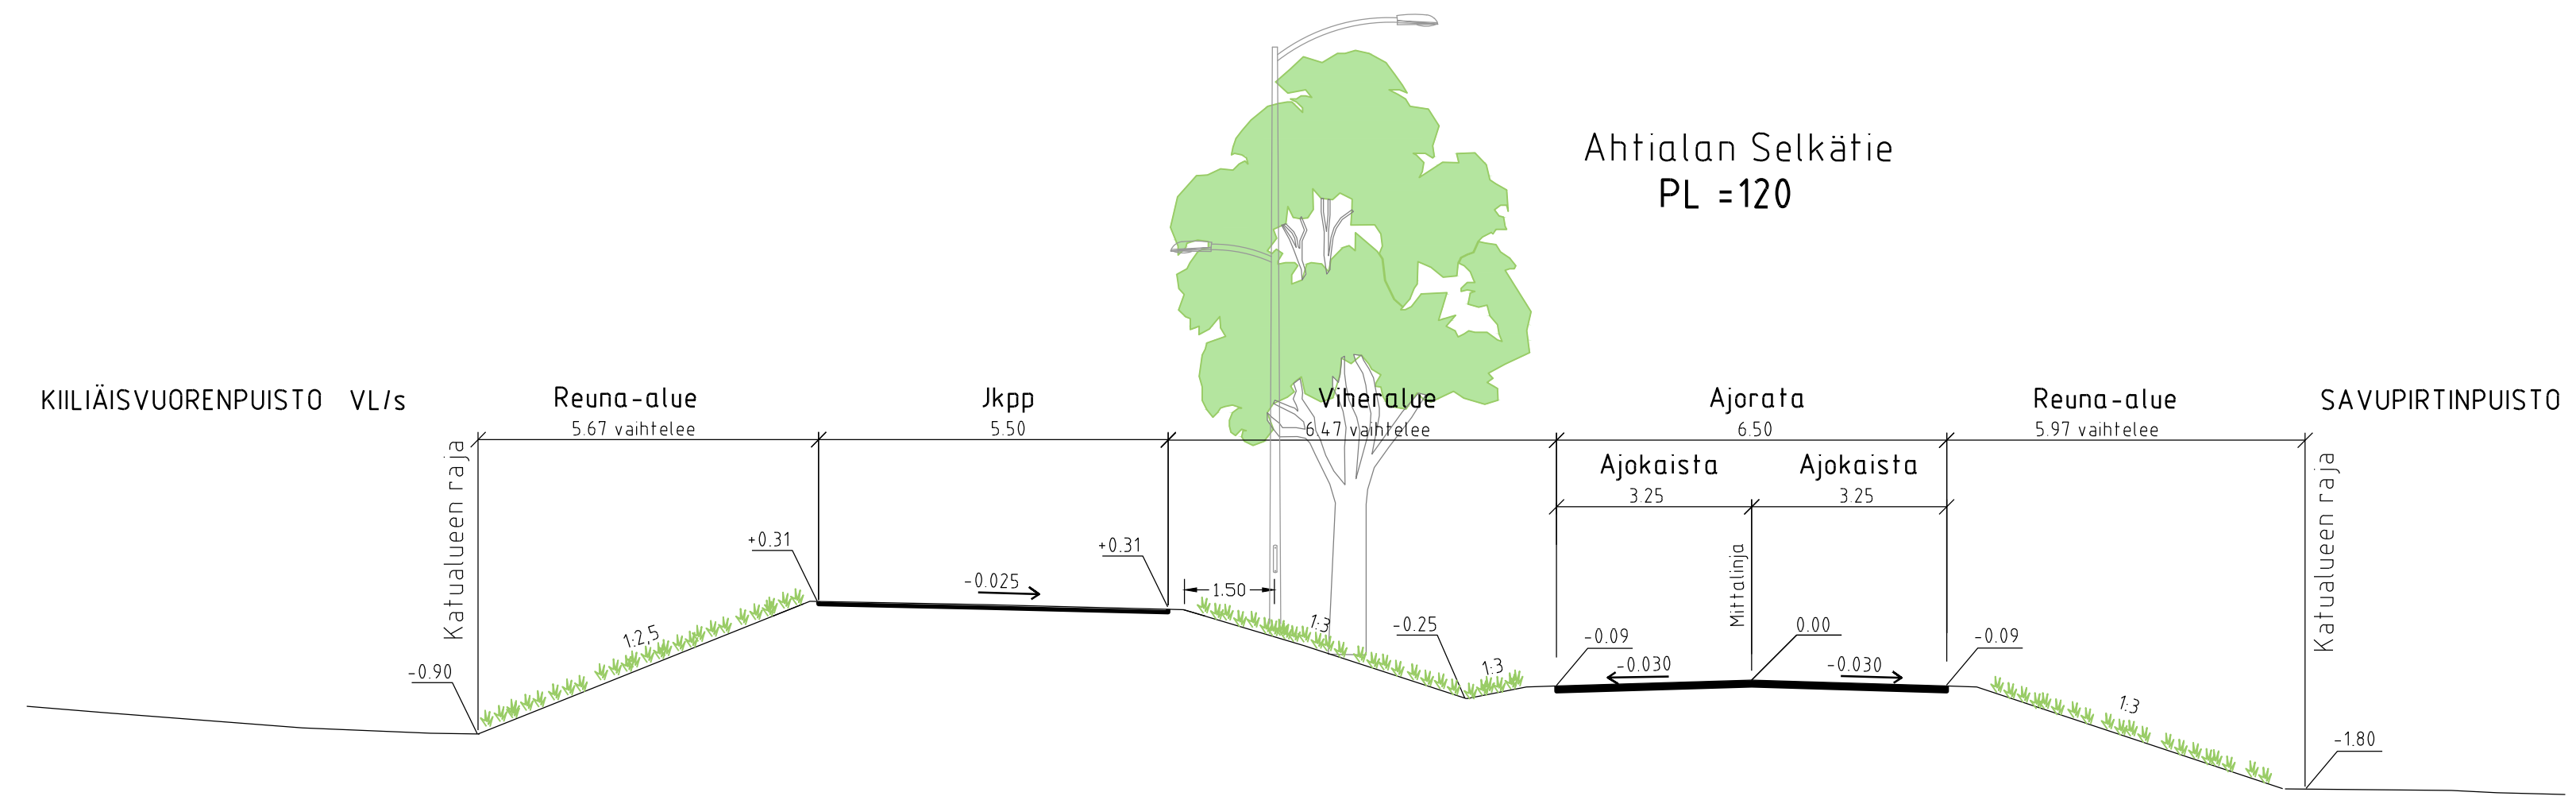 Ahtialan Selkätie
PL =120
KIILIÄISVUORENPUISTO VL/s
Reuna-alue
5.67 vaihtelee
Jkpp
5.50
Viheralue
6.47 vaihtelee
Ajorata
6.50
Reuna-alue
5.97 vaihtelee
SAVUPIRTINPUISTO
Ajokaista
3.25
Ajokaista
3.25
Katualueen raja
Katualueen raja
Mittalinja
+0.31
+0.31
-0.025
1.50
1:2,5
1:3
-0.25
1:3
-0.09
-0.030
0.00
-0.030
-0.09
-0.90
1:3
-1.80